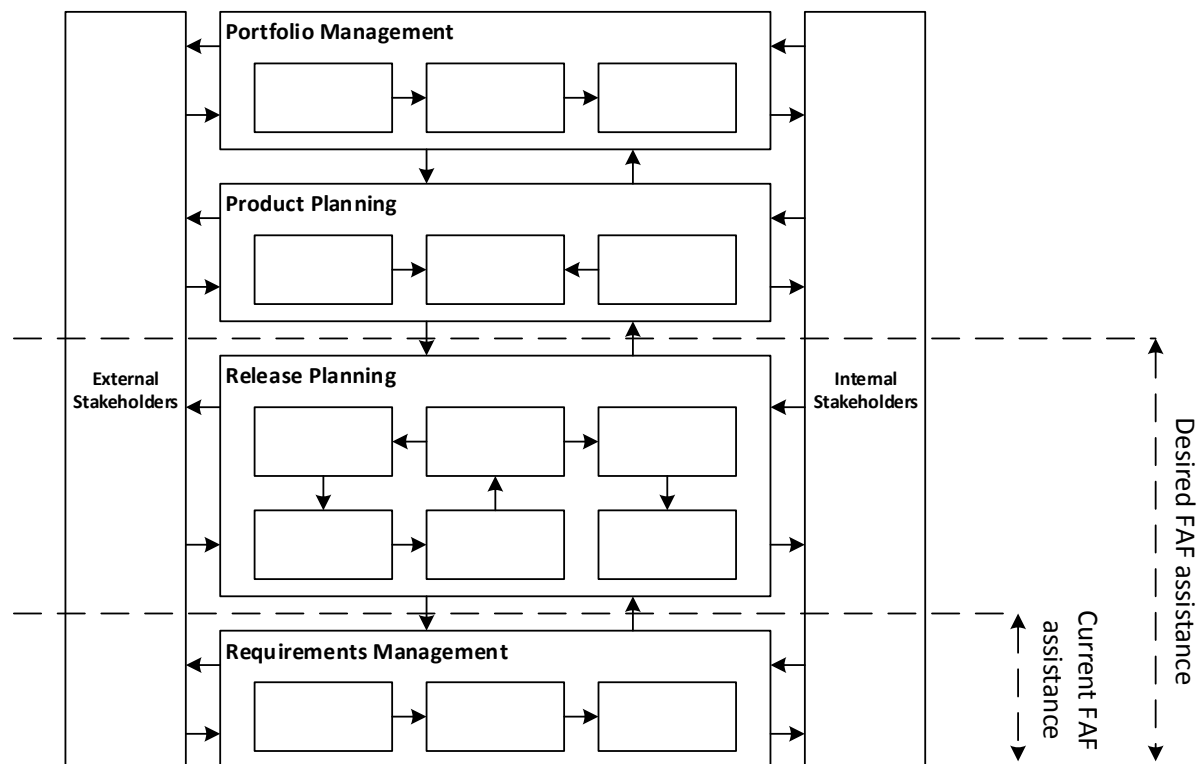 Portfolio Management
Product Planning
External
Stakeholders
Release Planning
Internal
Stakeholders
Desired FAF assistance
Requirements Management
Current FAF
assistance